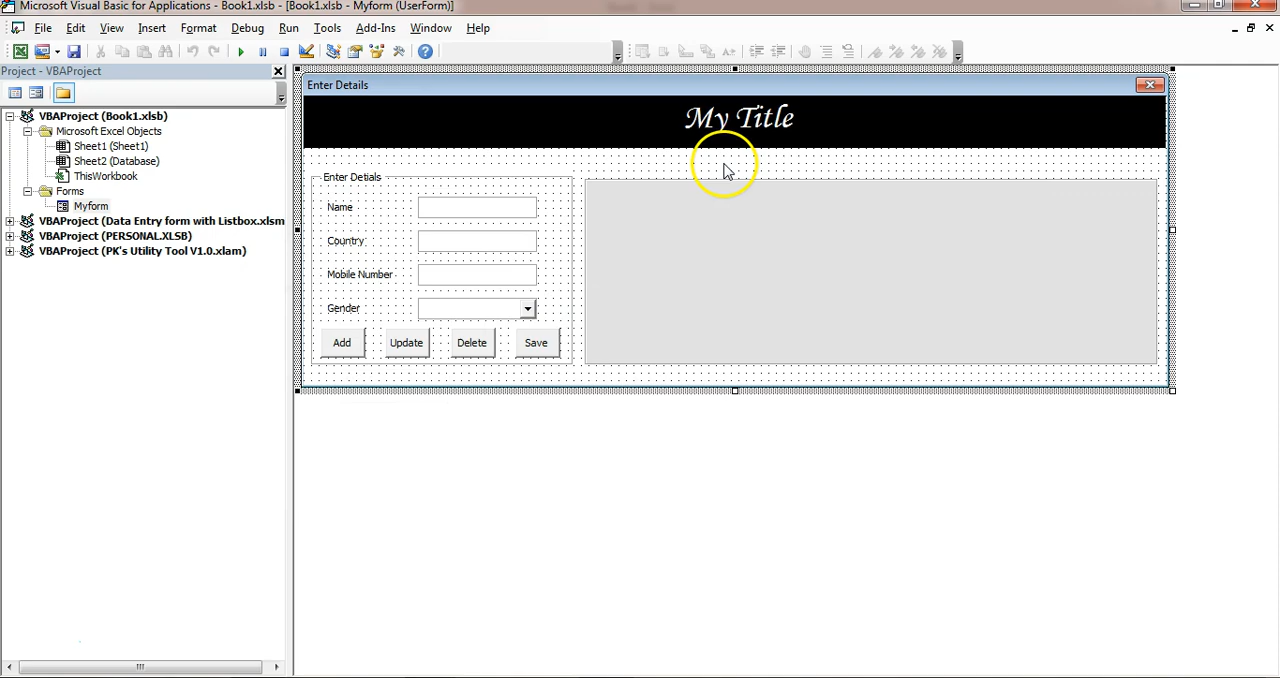 Microsoft Visual Basic for Applications - Book1.xlsb - [Book1.xlsb - Myform (UserForm)]
File Edit View Insert Format Debug Run Tools Add-Ins Window Help
Project - VBAProject
VBAProject (Book1.xlsb)
Microsoft Excel Objects
Sheet1 (Sheet1)
Sheet2 (Database)
ThisWorkbook
Forms
Myform
VBAProject (Data Entry form with Listbox.xlsm
VBAProject (PERSONAL.XLSB)
VBAProject (PK's Utility Tool V1.0.xlam)
Enter Details
My Title
Enter Detials
Name
Country
Mobile Number
Gender
Add Update Delete Save